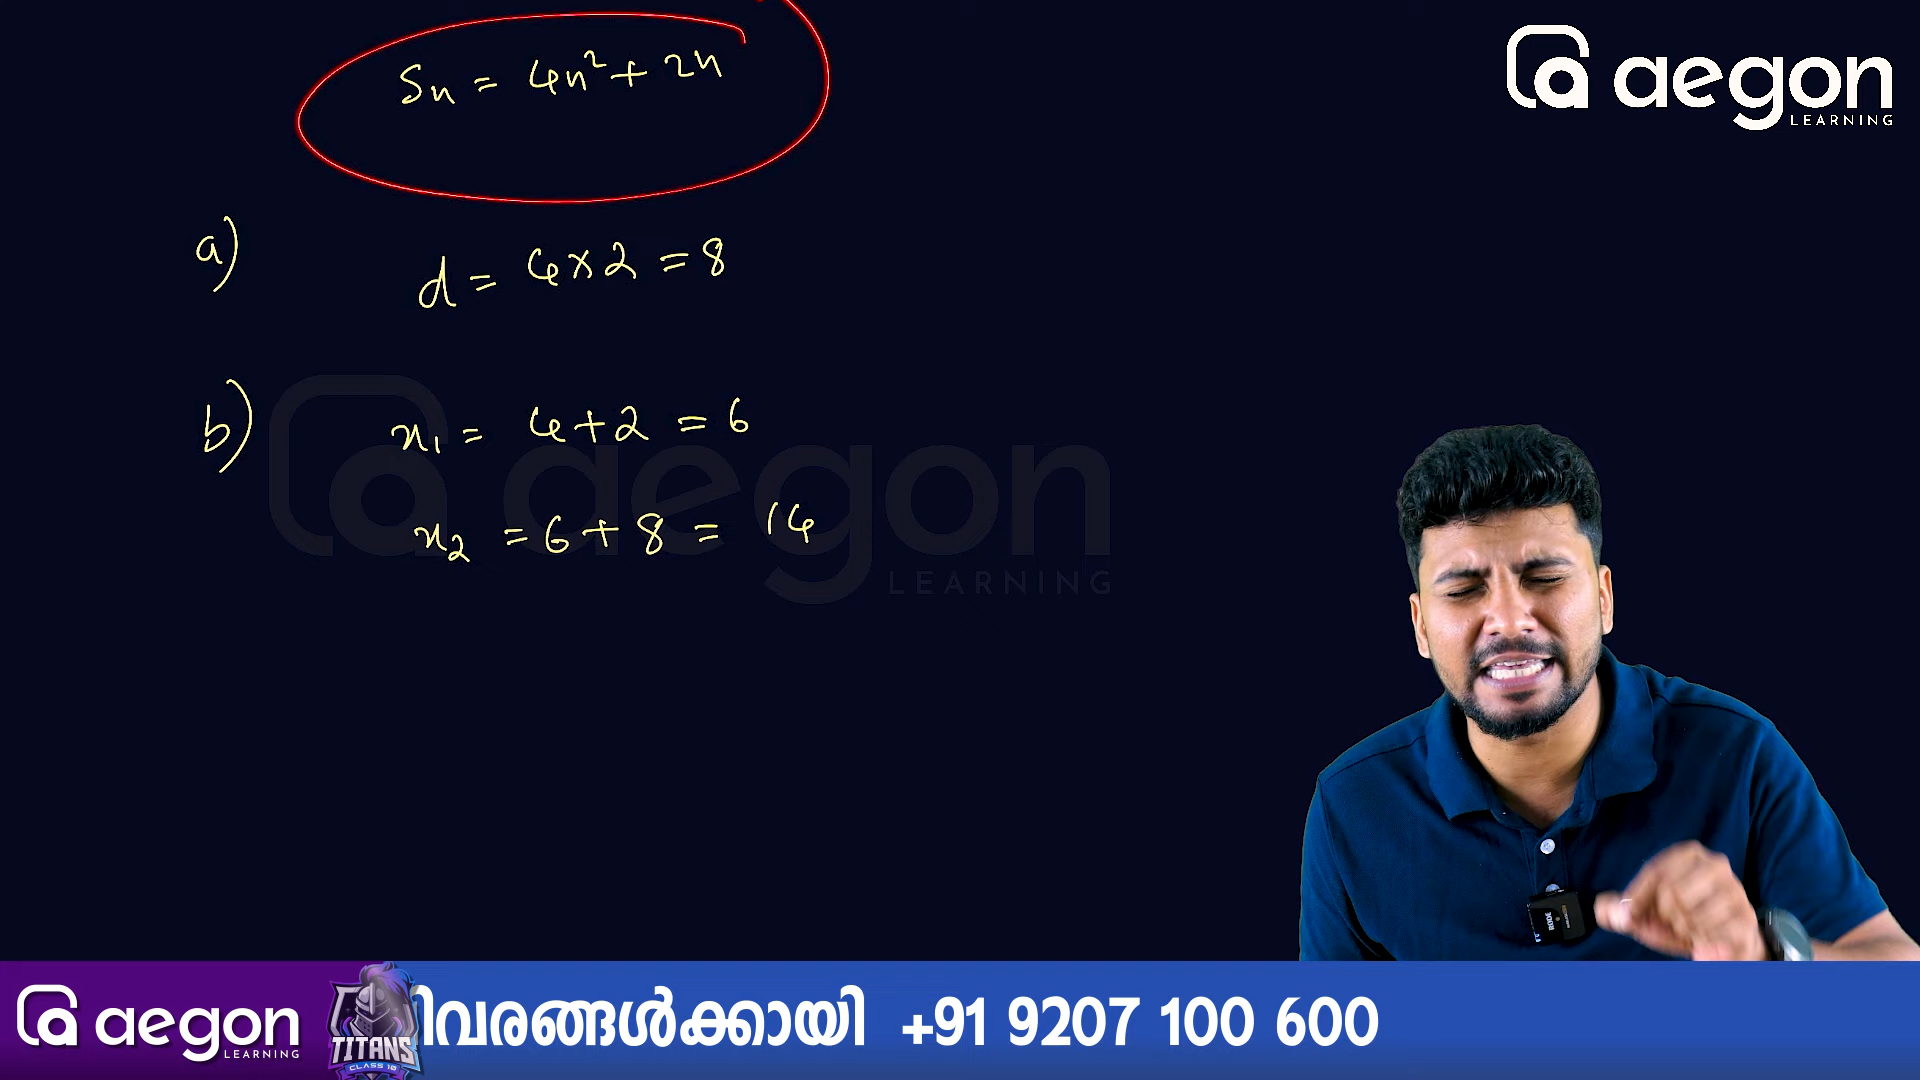 Sn = 4n² + 2n
aegon
LEARNING
a) d = 4×2 = 8
b) x₁ = 4+2 = 6
x₂ = 6+8 = 14
aegon
LEARNING
RODE
aegon
LEARNING
TITANS
CLASS 10
ിവരങ്ങൾക്കായി +91 9207 100 600